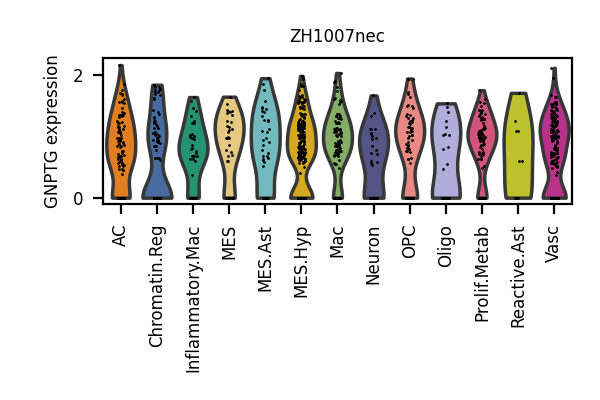 ZH1007nec
GNPTG expression
2
0
AC
Chromatin.Reg
Inflammatory.Mac
MES
MES.Ast
MES.Hyp
Mac
Neuron
OPC
Oligo
Prolif.Metab
Reactive.Ast
Vasc